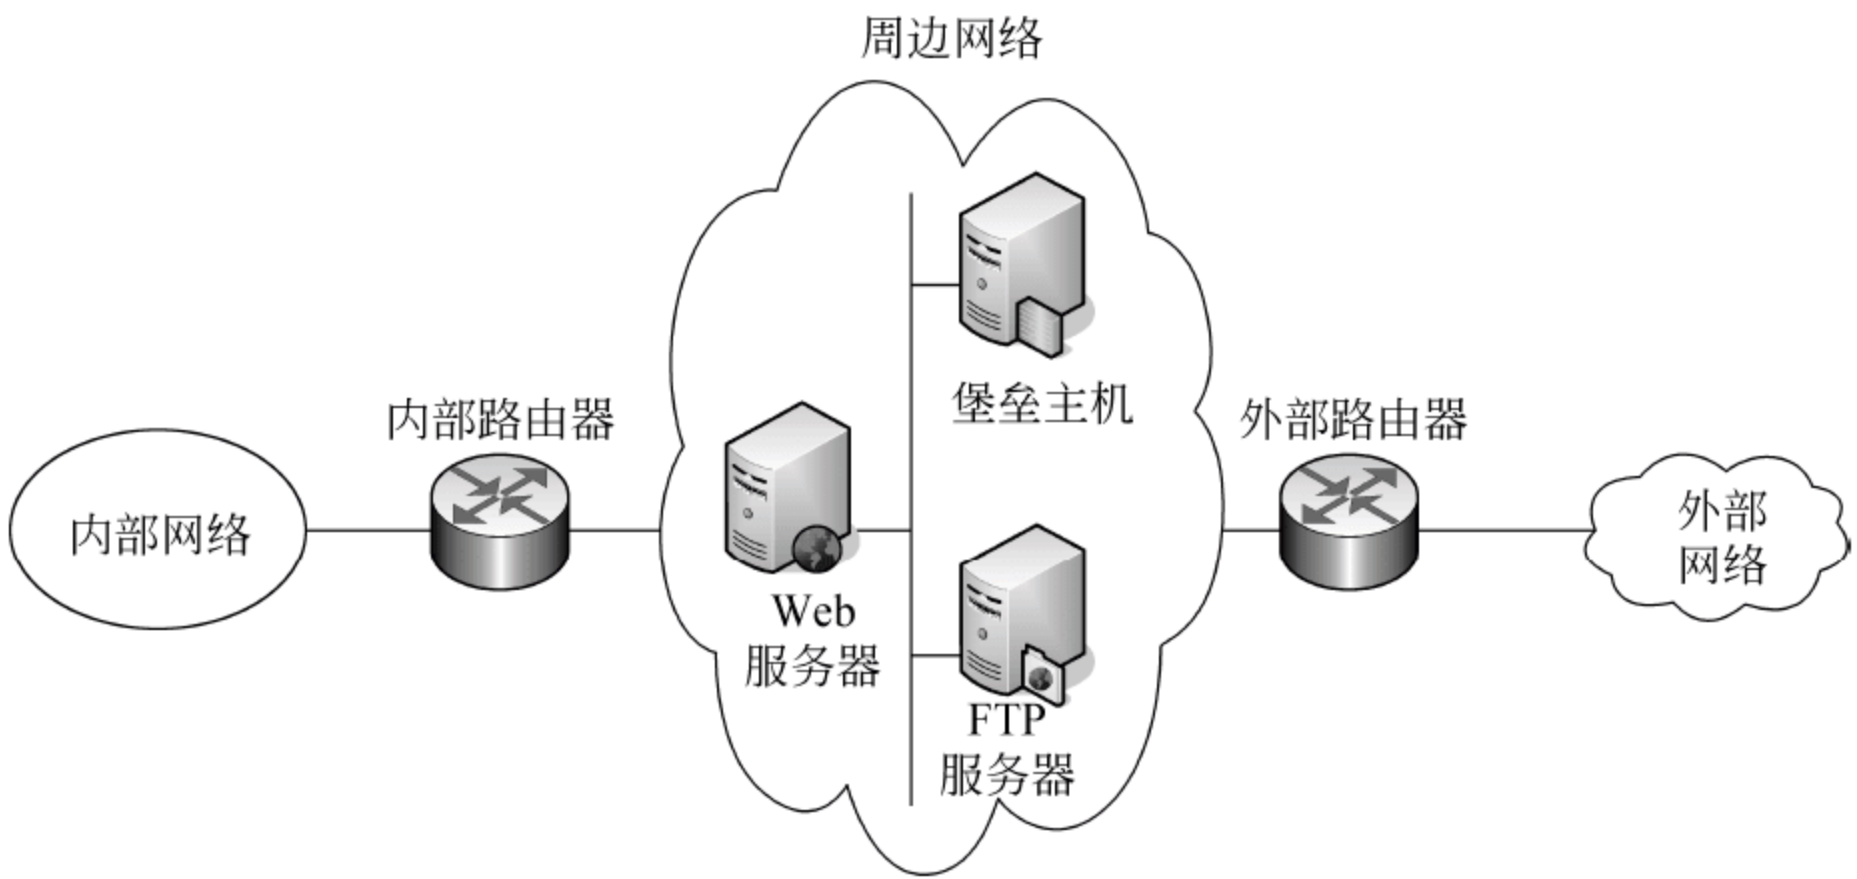 周边网络
堡垒主机
内部路由器
外部路由器
内部网络
外部
网络
Web
服务器
FTP
服务器